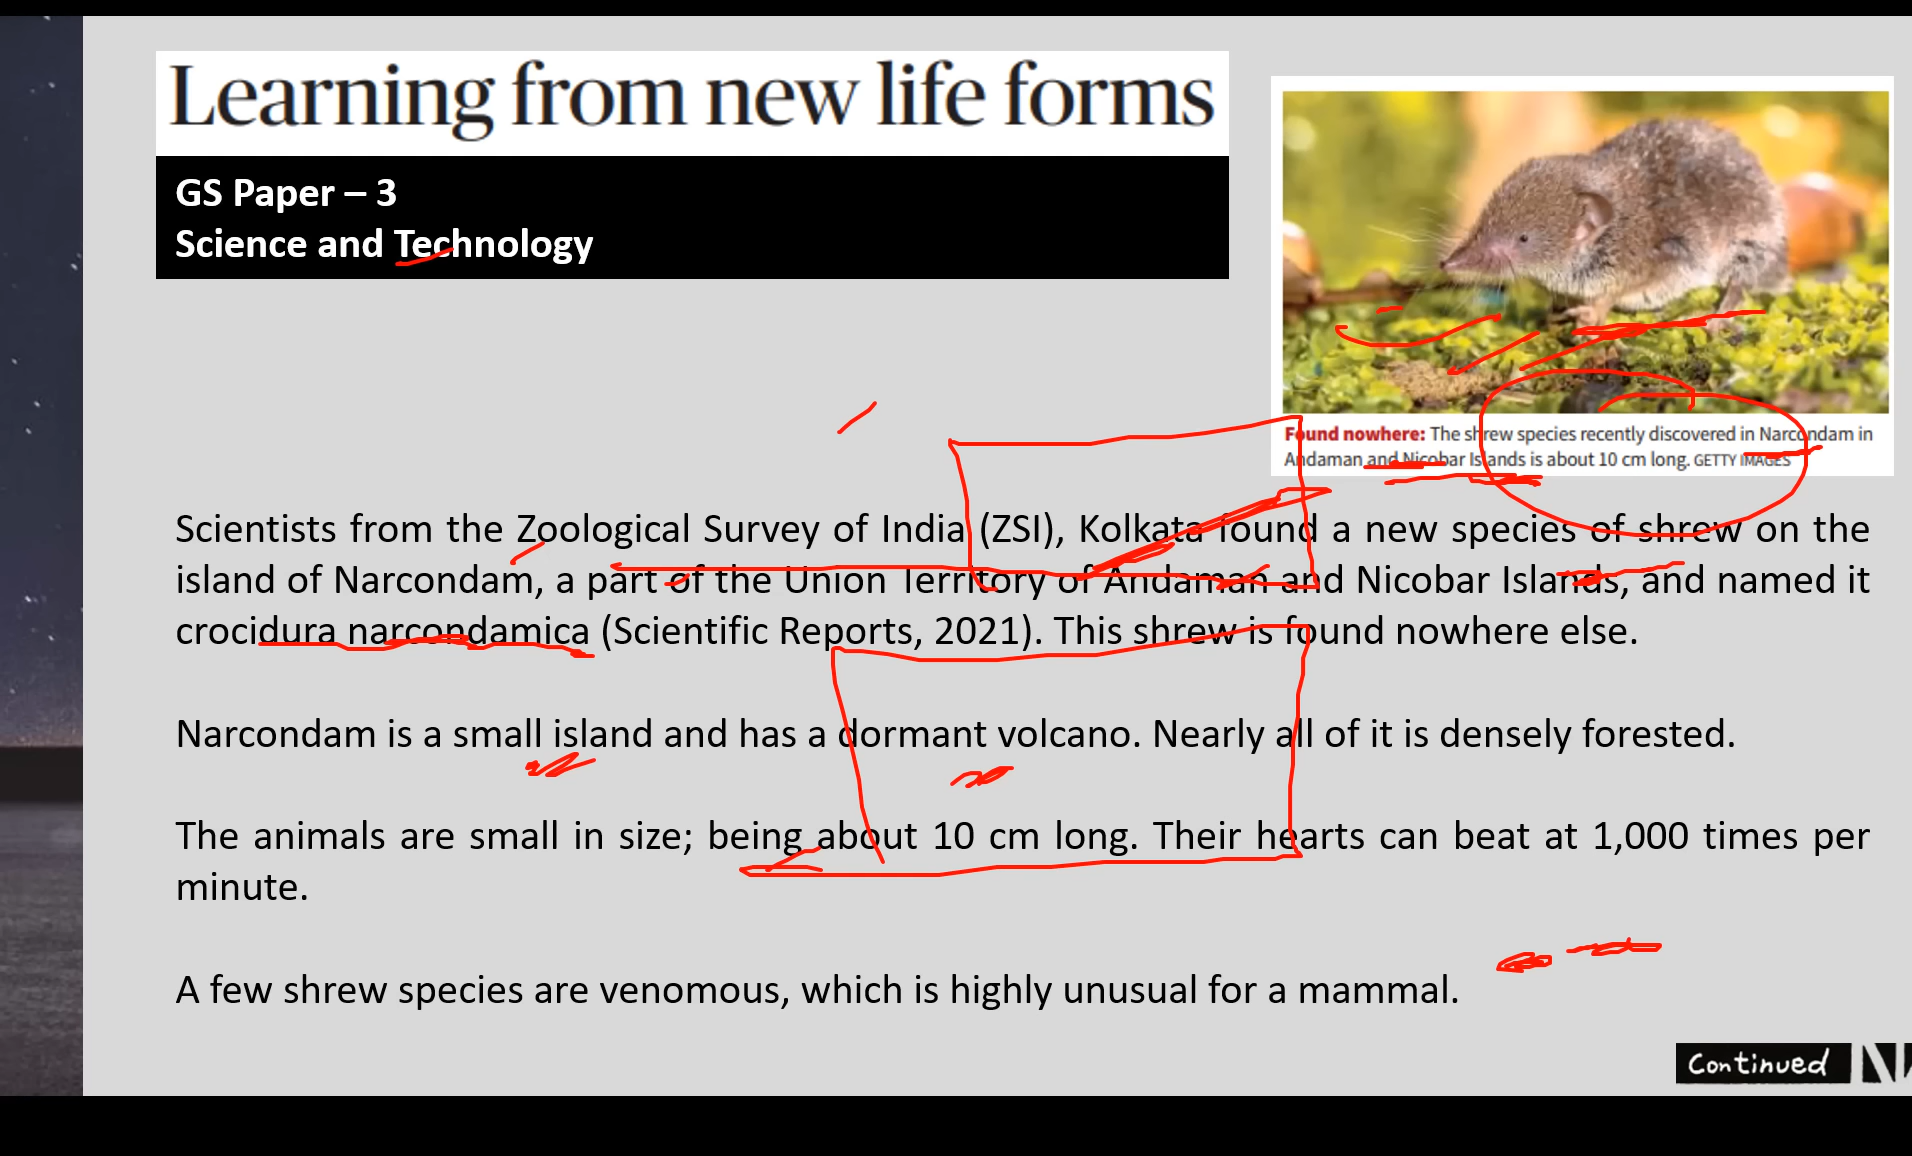 Learning from new life forms
GS Paper – 3
Science and Technology
Found nowhere: The shrew species recently discovered in Narcondam in
Andaman and Nicobar Islands is about 10 cm long. GETTY IMAGES
Scientists from the Zoological Survey of India (ZSI), Kolkata found a new species of shrew on the
island of Narcondam, a part of the Union Territory of Andaman and Nicobar Islands, and named it
crocidura narcondamica (Scientific Reports, 2021). This shrew is found nowhere else.
Narcondam is a small island and has a dormant volcano. Nearly all of it is densely forested.
The animals are small in size; being about 10 cm long. Their hearts can beat at 1,000 times per
minute.
A few shrew species are venomous, which is highly unusual for a mammal.
Continued